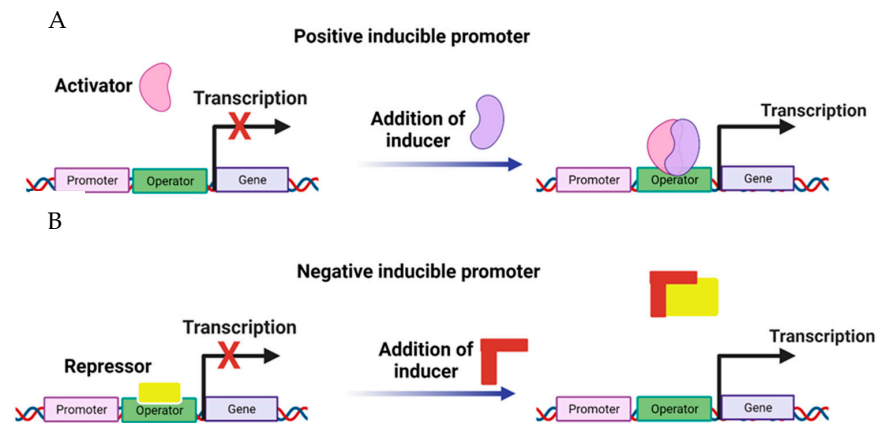 A
Positive inducible promoter
Activator
Transcription
Addition of
inducer
Transcription
Promoter
Operator
Gene
Promoter
Operator
Gene
B
Negative inducible promoter
Transcription
Repressor
Addition of
inducer
Transcription
Promoter
Operator
Gene
Promoter
Operator
Gene